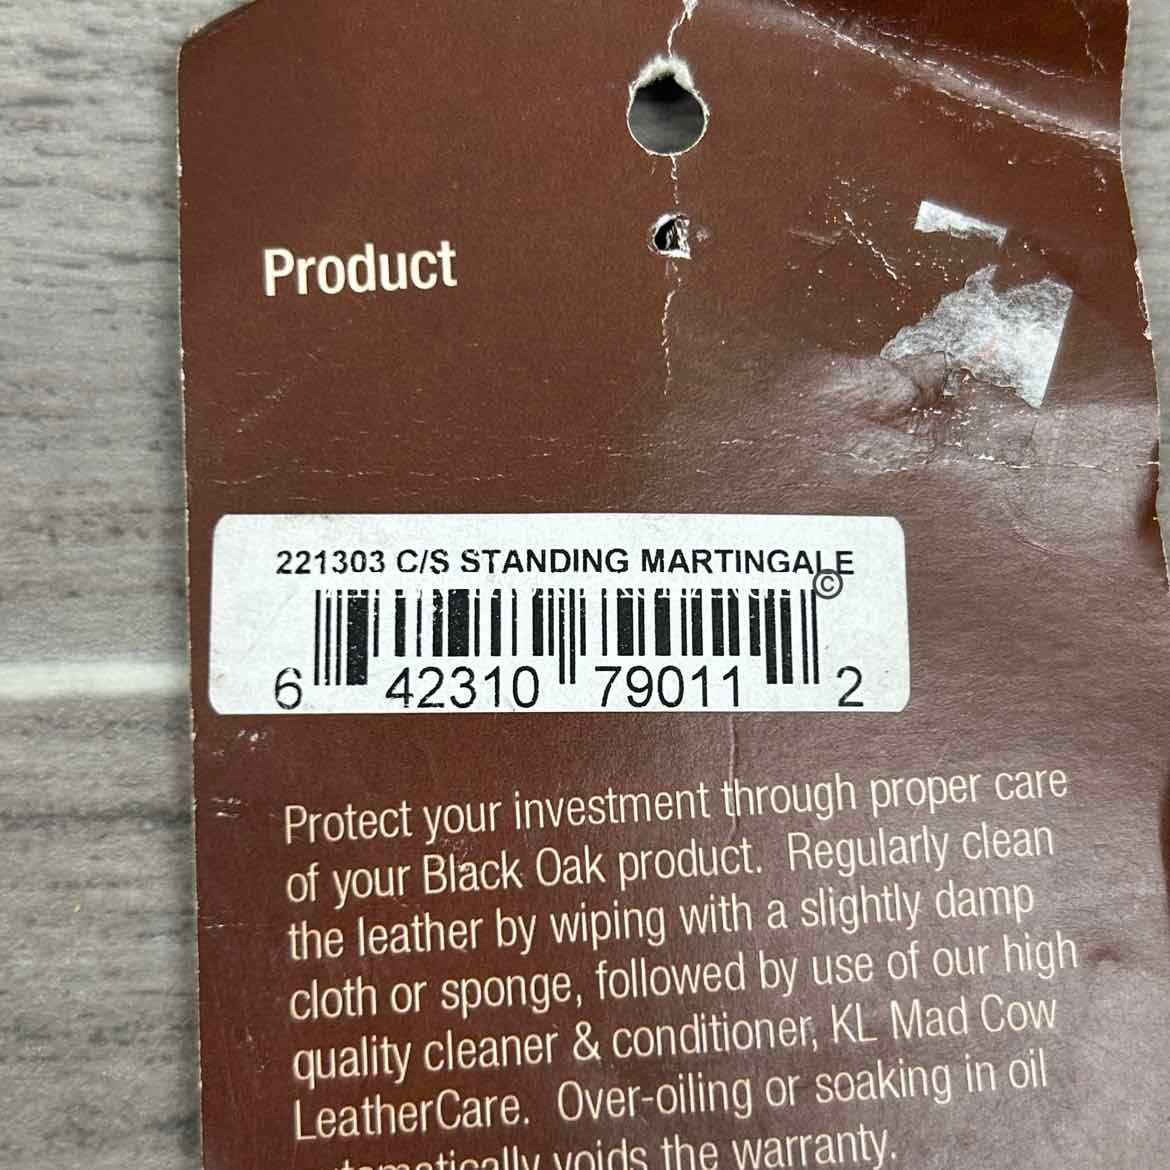 Product
221303 C/S STANDING MARTINGALE
©
6 42310 79011 2
Protect your investment through proper care
of your Black Oak product. Regularly clean
the leather by wiping with a slightly damp
cloth or sponge, followed by use of our high
quality cleaner & conditioner, KL Mad Cow
LeatherCare. Over-oiling or soaking in oil
automatically voids the warranty.